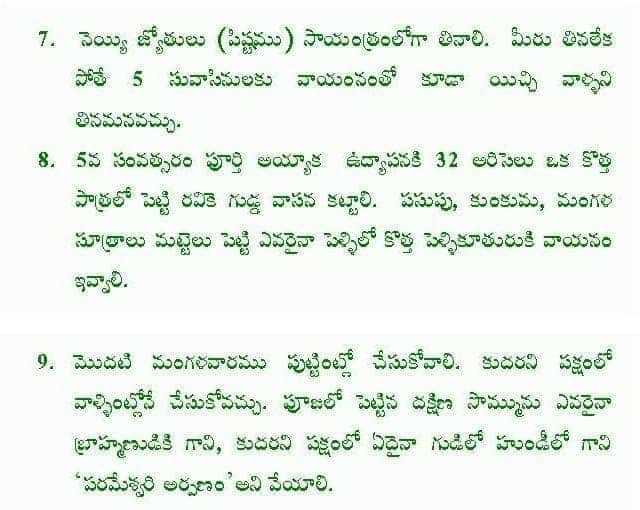 7. నెయ్యి జ్యోతులు (పిష్టము) సాయంత్రంలోగా తినాలి. మీరు తినలేక
పోతే 5 సువాసినులకు వాయంనంతో కూడా యిచ్చి వాళ్ళని
తినమనవచ్చు.
8. 5వ సంవత్సరం పూర్తి అయ్యాక ఉద్యాపనకి 32 అరిసెలు ఒక కొత్త
పాత్రలో పెట్టి రవికె గుడ్డ వాసన కట్టాలి. పసుపు, కుంకుమ, మంగళ
సూత్రాలు మట్టెలు పెట్టి ఎవరైనా పెళ్ళిలో కొత్త పెళ్ళికూతురుకి వాయనం
ఇవ్వాలి.
9. మొదటి మంగళవారము పుట్టింట్లో చేసుకోవాలి. కుదరని పక్షంలో
వాళ్ళింట్లోనే చేసుకోవచ్చు. పూజలో పెట్టిన దక్షిణ సొమ్మును ఎవరైనా
బ్రాహ్మణుడికి గాని, కుదరని పక్షంలో ఏదైనా గుడిలో హుండీలో గాని
'పరమేశ్వరి అర్పణం' అని వేయాలి.